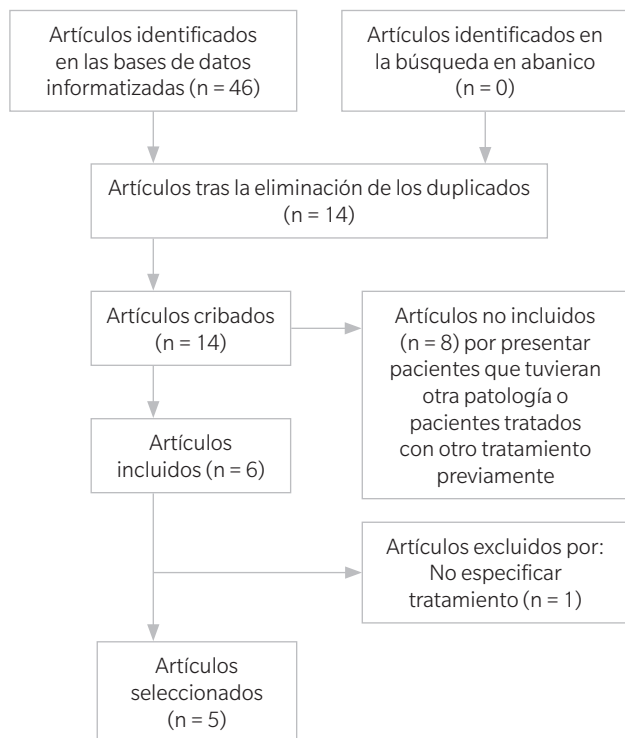 Artículos identificados
en las bases de datos
informatizadas (n = 46)
Artículos identificados en
la búsqueda en abanico
(n = 0)
Artículos tras la eliminación de los duplicados
(n = 14)
Artículos cribados
(n = 14)
Artículos no incluidos
(n = 8) por presentar
pacientes que tuvieran
otra patología o
pacientes tratados
con otro tratamiento
previamente
Artículos
incluidos (n = 6)
Artículos excluidos por:
No especificar
tratamiento (n = 1)
Artículos
seleccionados
(n = 5)